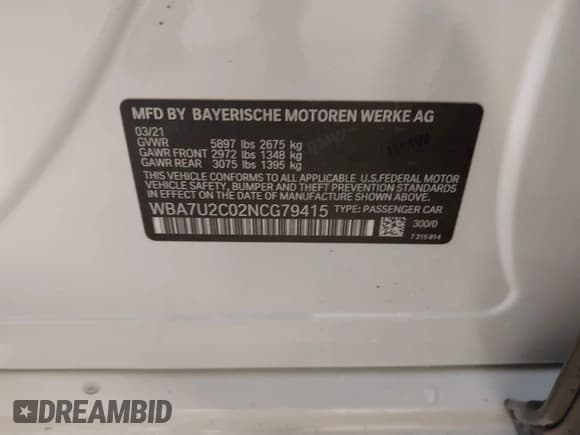 MFD BY BAYERISCHE MOTOREN WERKE AG
03/21
GVWR 5897 lbs 2675 kg
GAWR FRONT 2972 lbs 1348 kg
GAWR REAR 3075 lbs 1395 kg
THIS VEHICLE CONFORMS TO ALL APPLICABLE U.S.FEDERAL MOTOR
VEHICLE SAFETY, BUMPER, AND THEFT PREVENTION STANDARDS
IN EFFECT ON THE DATE OF MANUFACTURE SHOWN ABOVE.
WBA7U2C02NCG79415 TYPE: PASSENGER CAR
300/0
7 315 814
DREAMBID